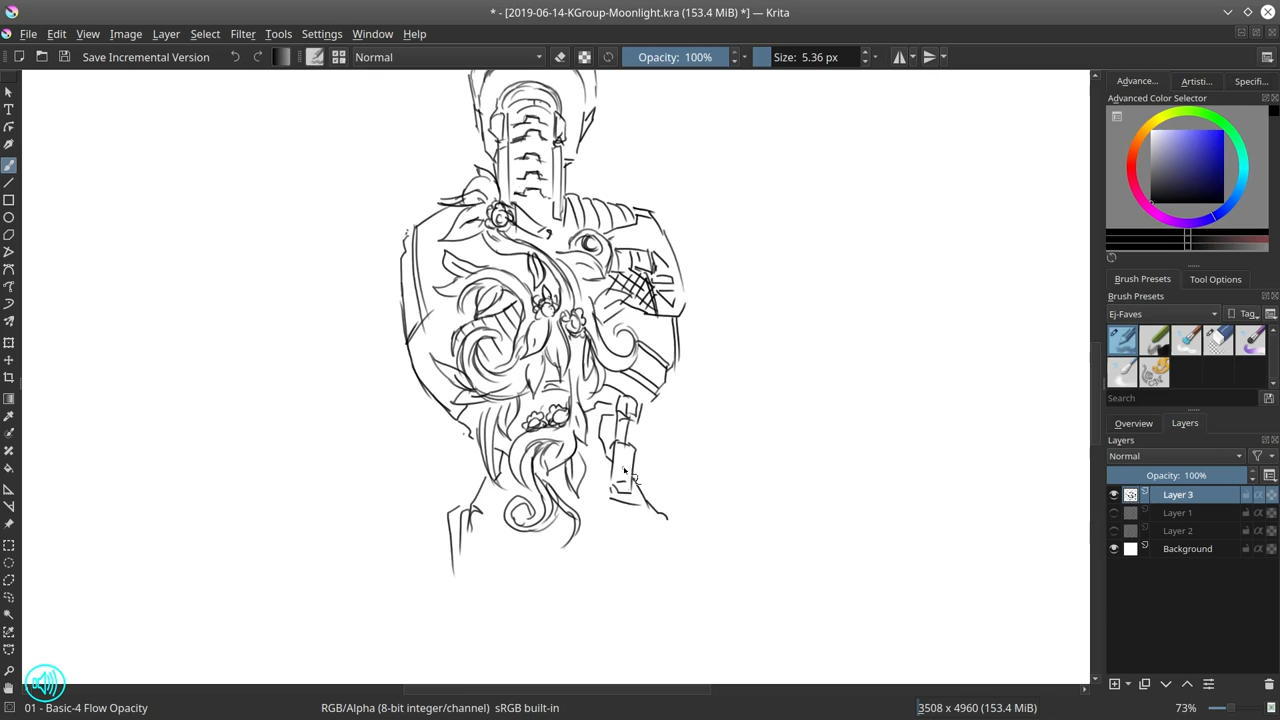 * - [2019-06-14-KGroup-Moonlight.kra (153.4 MiB) *] — Krita
File Edit View Image Layer Select Filter Tools Settings Window Help
Save Incremental Version Normal Opacity: 100% Size: 5.36 px
Advance... Artisti... Specifi...
Advanced Color Selector
Brush Presets Tool Options
Brush Presets
Ej-Faves Tag
Search
Overview Layers
Layers
Normal
Opacity: 100%
Layer 3
Layer 1
Layer 2
Background
01 - Basic-4 Flow Opacity RGB/Alpha (8-bit integer/channel) sRGB built-in 3508 x 4960 (153.4 MiB) 73%